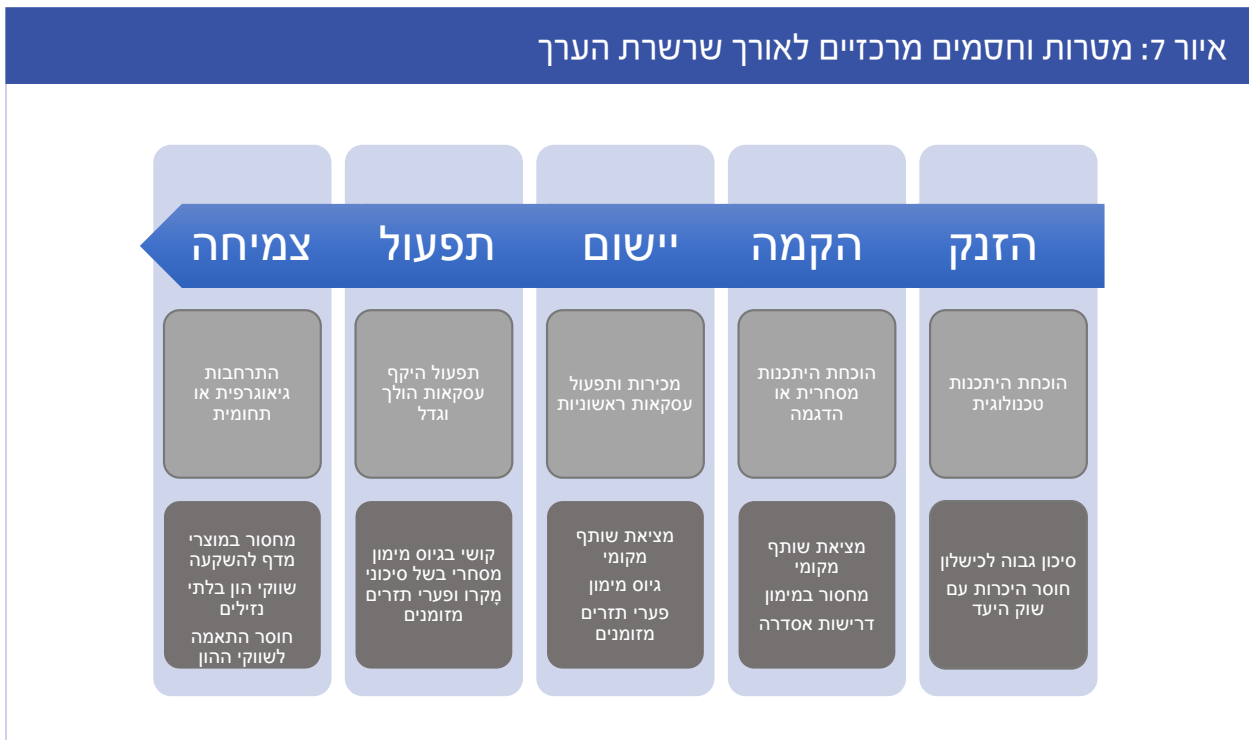 איור 7: מטרות וחסמים מרכזיים לאורך שרשרת הערך
הזנק
הקמה
יישום
תפעול
צמיחה
הוכחת היתכנות
טכנולוגית
הוכחת היתכנות
מסחרית או
הדגמה
מכירות ותפעול
עסקאות ראשוניות
תפעול היקף
עסקאות הולך
וגדל
התרחבות
גיאוגרפית או
תחומית
סיכון גבוה לכישלון
חוסר היכרות עם
שוק היעד
מציאת שותף
מקומי
מחסור במימון
דרישות אסדרה
מציאת שותף
מקומי
גיוס מימון
פערי תזרים
מזומנים
קושי בגיוס מימון
מסחרי בשל סיכוני
מָקרו ופערי תזרים
מזומנים
מחסור במוצרי
מדף להשקעה
שווקי הון בלתי
נזילים
חוסר התאמה
לשווקי ההון